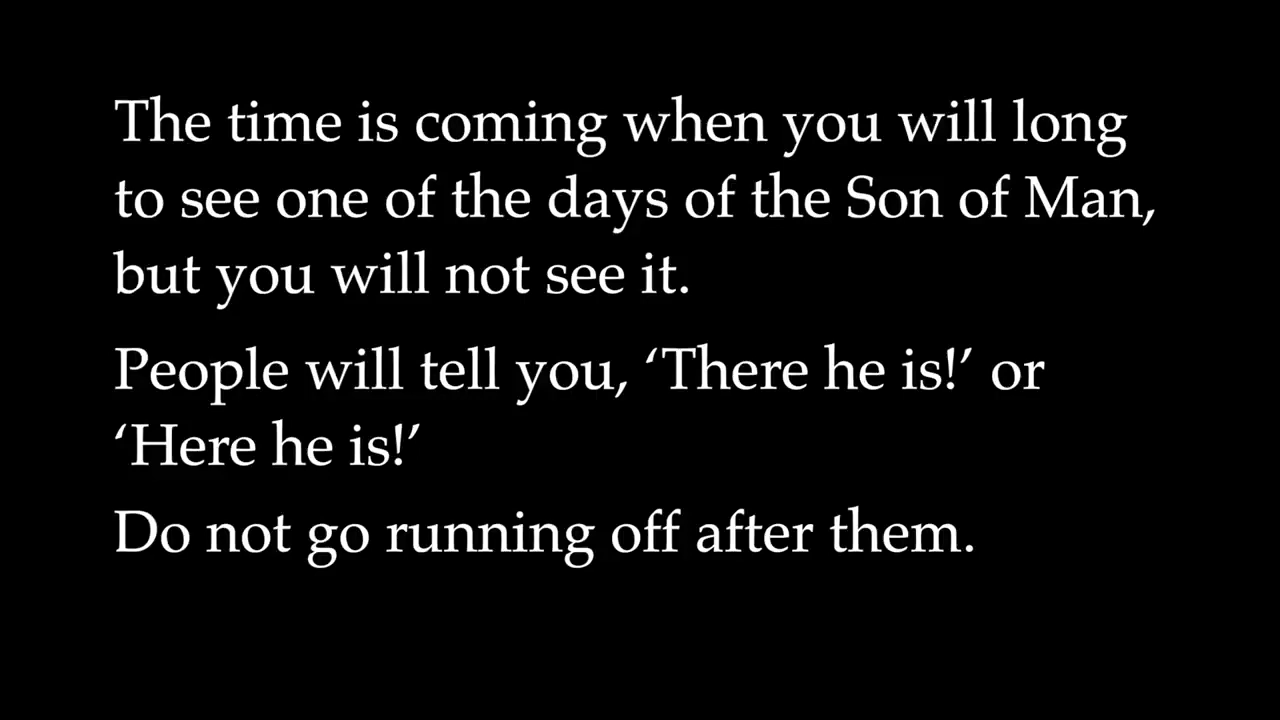 The time is coming when you will long
to see one of the days of the Son of Man,
but you will not see it.
People will tell you, ‘There he is!’ or
‘Here he is!’
Do not go running off after them.